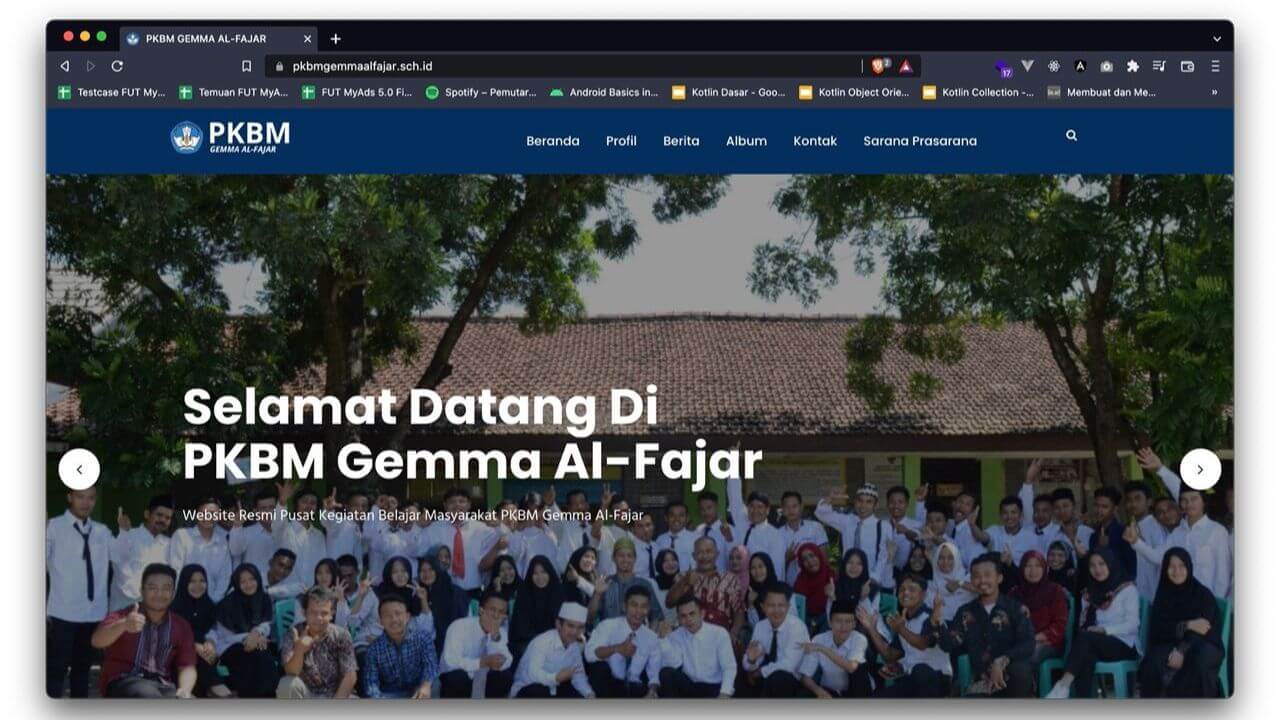 PKBM GEMMA AL-FAJAR
pkbmgemmaalfajar.sch.id
2
17
Testcase FUT My...
Temuan FUT MyA...
FUT MyAds 5.0 Fi...
Spotify – Pemutar...
Android Basics in...
Kotlin Dasar - Goo...
Kotlin Object Orie...
Kotlin Collection -...
Membuat dan Me...
PKBM
GEMMA AL-FAJAR
Beranda
Profil
Berita
Album
Kontak
Sarana Prasarana
Selamat Datang Di
PKBM Gemma Al-Fajar
Website Resmi Pusat Kegiatan Belajar Masyarakat PKBM Gemma Al-Fajar